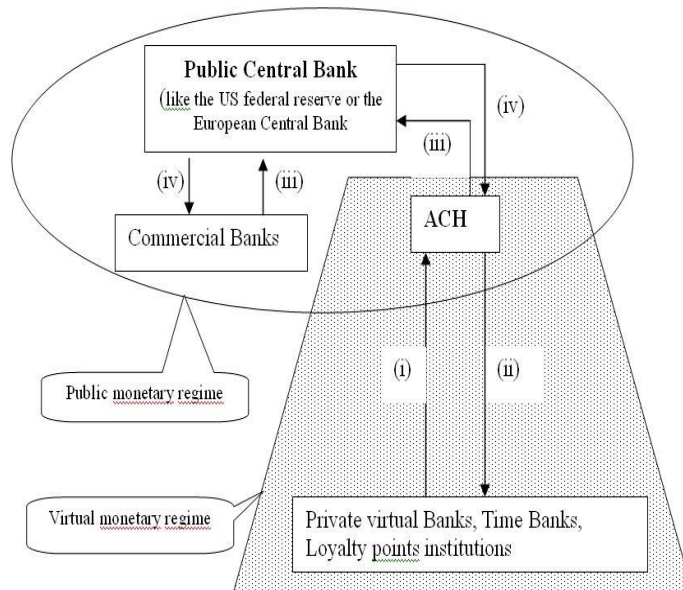 Public Central Bank
(like the US federal reserve or the
European Central Bank
(iv)
(iii)
(iv)
(iii)
ACH
Commercial Banks
(i)
(ii)
Public monetary regime
Virtual monetary regime
Private virtual Banks, Time Banks,
Loyalty points institutions